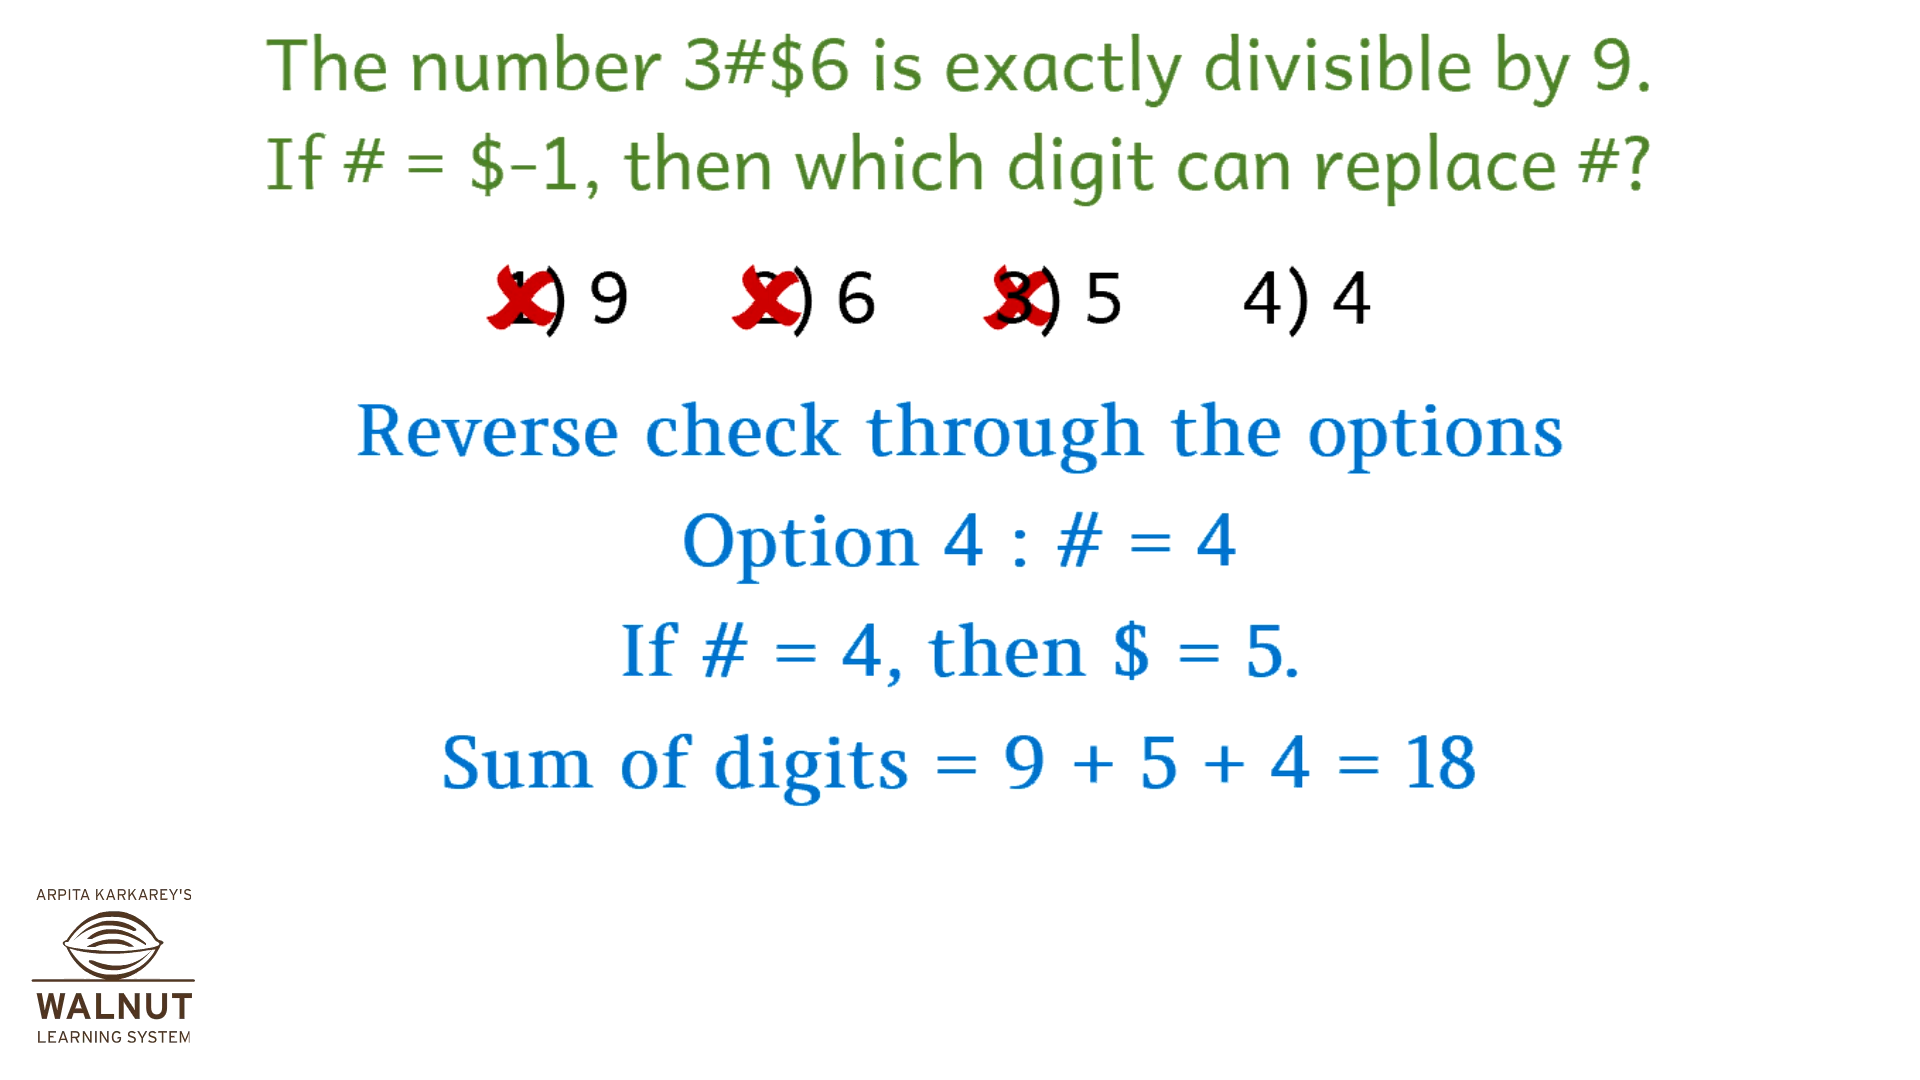 The number 3#$6 is exactly divisible by 9.
If # = $-1, then which digit can replace #?
1) 9 2) 6 3) 5 4) 4
Reverse check through the options
Option 4 : # = 4
If # = 4, then $ = 5.
Sum of digits = 9 + 5 + 4 = 18
ARPITA KARKAREY'S
WALNUT
LEARNING SYSTEM